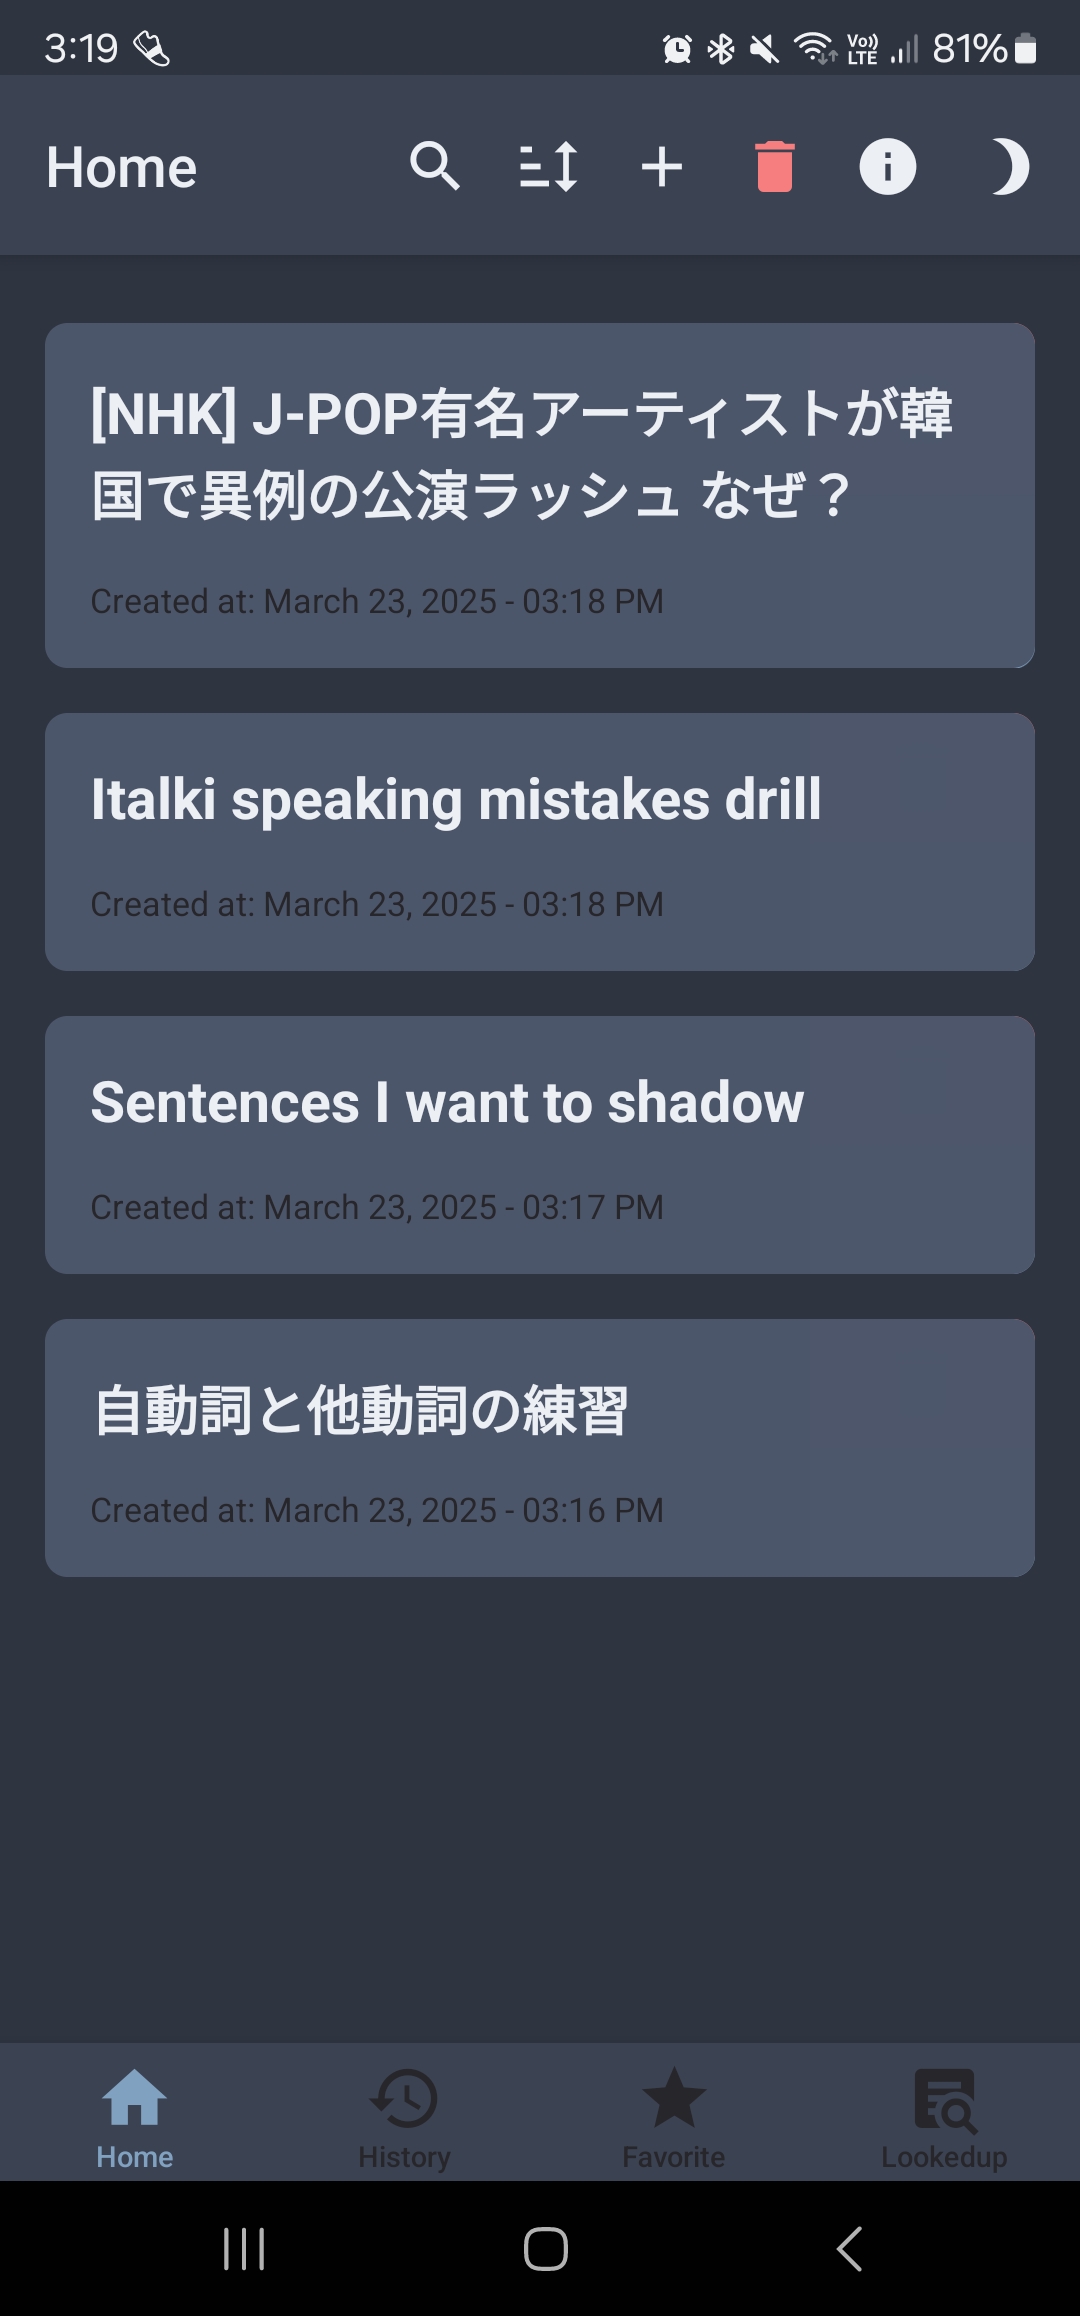 3:19 Vo)) LTE 81%
Home
[NHK] J-POP有名アーティストが韓
国で異例の公演ラッシュ なぜ？
Created at: March 23, 2025 - 03:18 PM
Italki speaking mistakes drill
Created at: March 23, 2025 - 03:18 PM
Sentences I want to shadow
Created at: March 23, 2025 - 03:17 PM
自動詞と他動詞の練習
Created at: March 23, 2025 - 03:16 PM
Home History Favorite Lookedup